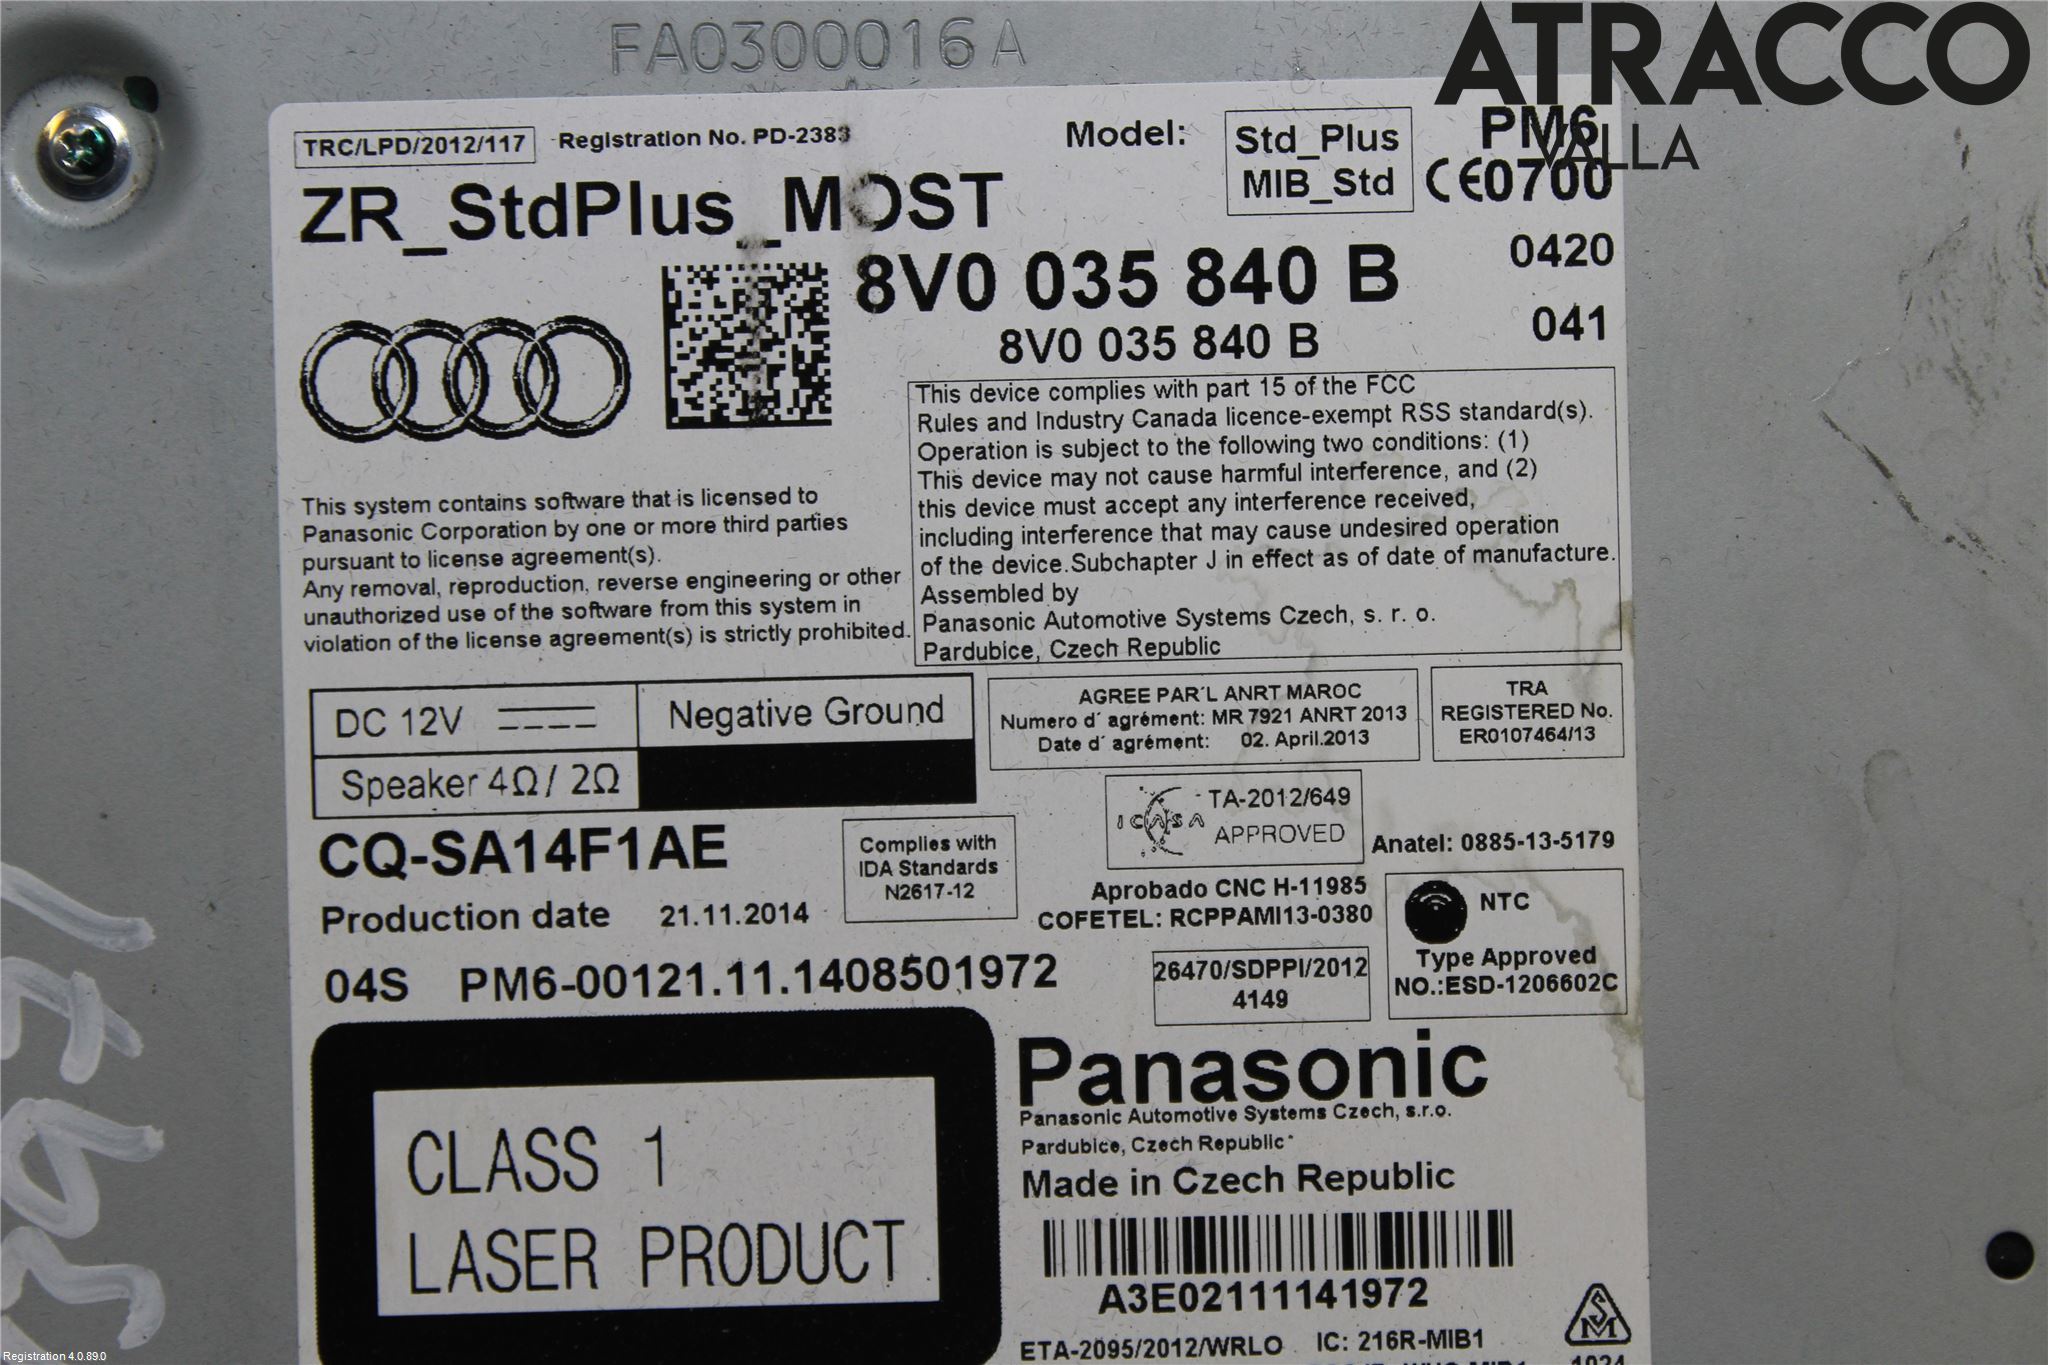 FA0300016A
ATRACCO
VALLA
TRC/LPD/2012/117
Registration No. PD-2383
Model:
Std_Plus
MIB_Std
PM6
CE0700
ZR_StdPlus_MOST
8V0 035 840 B
0420
8V0 035 840 B
041
This device complies with part 15 of the FCC
Rules and Industry Canada licence-exempt RSS standard(s).
Operation is subject to the following two conditions: (1)
This device may not cause harmful interference, and (2)
this device must accept any interference received,
including interference that may cause undesired operation
of the device.Subchapter J in effect as of date of manufacture.
Assembled by
Panasonic Automotive Systems Czech, s. r. o.
Pardubice, Czech Republic
This system contains software that is licensed to
Panasonic Corporation by one or more third parties
pursuant to license agreement(s).
Any removal, reproduction, reverse engineering or other
unauthorized use of the software from this system in
violation of the license agreement(s) is strictly prohibited.
DC 12V
Negative Ground
Speaker 4Ω/ 2Ω
AGREE PAR´L ANRT MAROC
Numero d´ agrément: MR 7921 ANRT 2013
Date d´ agrément: 02. April.2013
TRA
REGISTERED No.
ER0107464/13
ICASA
TA-2012/649
APPROVED
Anatel: 0885-13-5179
CQ-SA14F1AE
Complies with
IDA Standards
N2617-12
Aprobado CNC H-11985
COFETEL: RCPPAMI13-0380
NTC
Type Approved
NO.:ESD-1206602C
Production date 21.11.2014
04S PM6-00121.11.1408501972
26470/SDPPI/2012
4149
CLASS 1
LASER PRODUCT
Panasonic
Panasonic Automotive Systems Czech, s.r.o.
Pardubice, Czech Republic
Made in Czech Republic
A3E02111141972
ETA-2095/2012/WRLO IC: 216R-MIB1
Registration 4.0.89.0